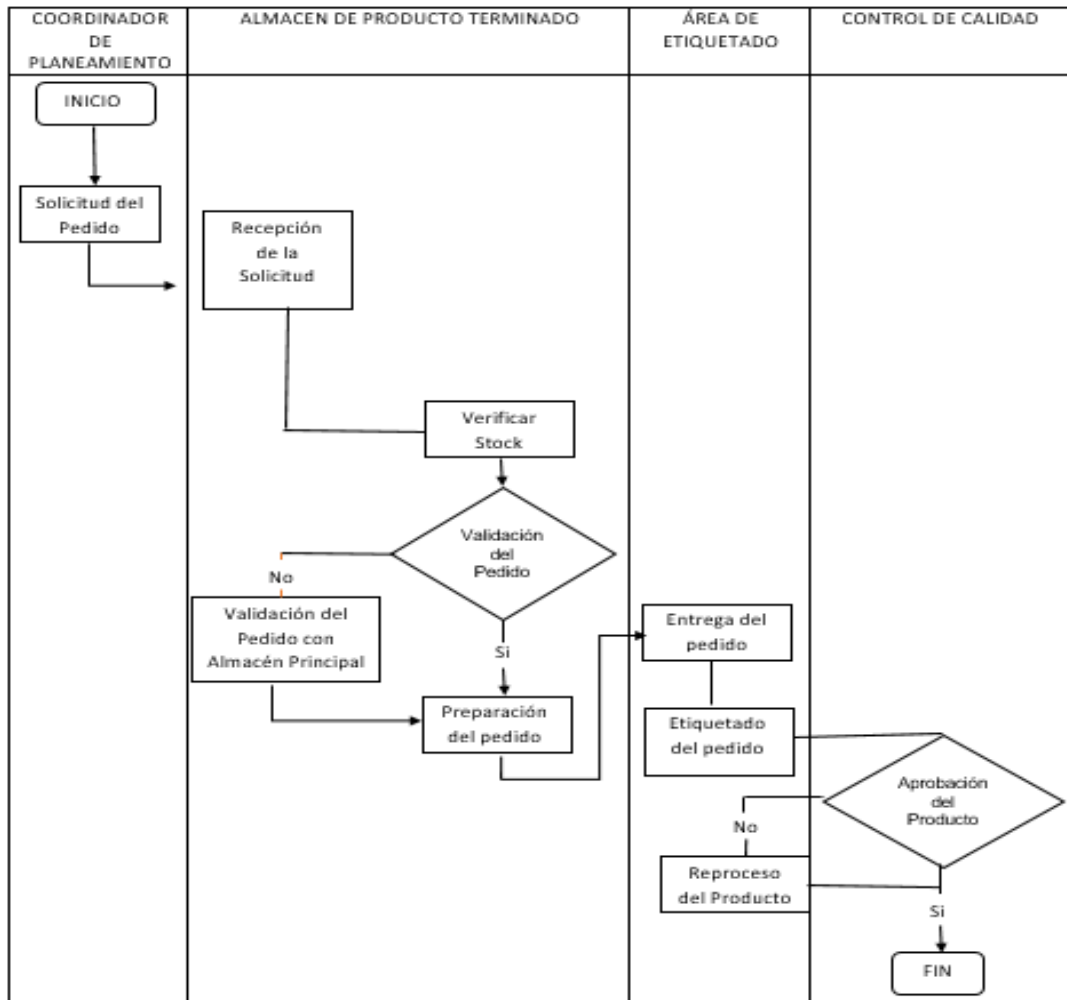 COORDINADOR
DE
PLANEAMIENTO
ALMACEN DE PRODUCTO TERMINADO
ÁREA DE
ETIQUETADO
CONTROL DE CALIDAD
INICIO
Solicitud del
Pedido
Recepción
de la
Solicitud
Verificar
Stock
Validación
del
Pedido
No
Validación del
Pedido con
Almacén Principal
Si
Preparación
del pedido
Entrega del
pedido
Etiquetado
del pedido
Aprobación
del
Producto
No
Reproceso
del Producto
Si
FIN